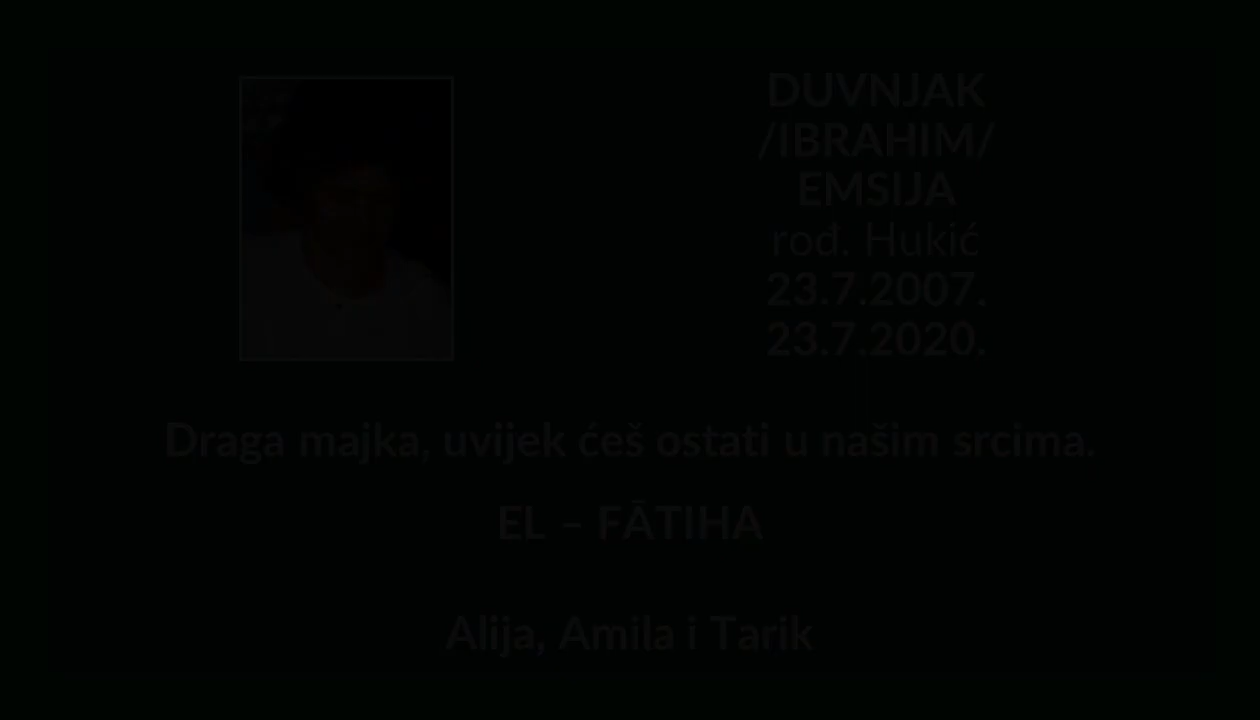 DUVNJAK
/IBRAHIM/
EMSIJA
rođ. Hukić
23.7.2007.
23.7.2020.
Draga majka, uvijek ćeš ostati u našim srcima.
EL – FĀTIHA
Alija, Amila i Tarik